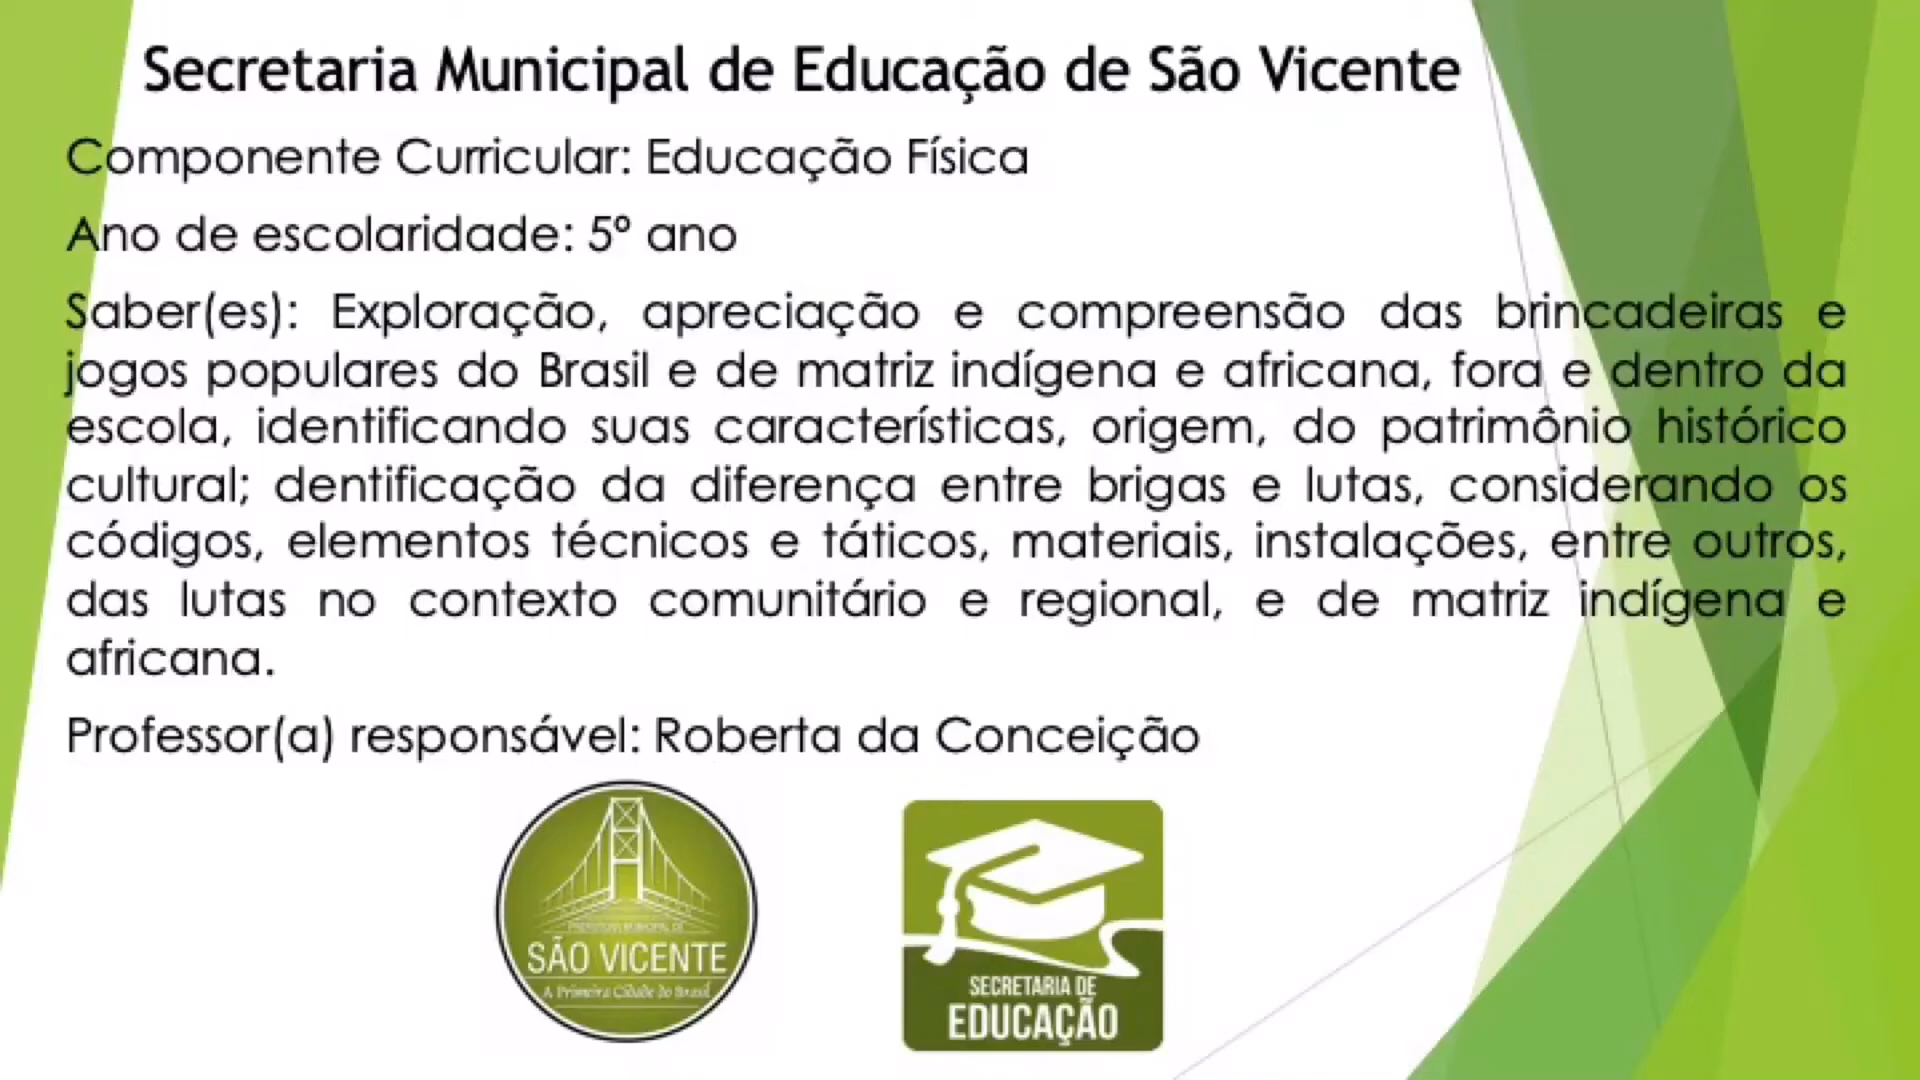 Secretaria Municipal de Educação de São Vicente
Componente Curricular: Educação Física
Ano de escolaridade: 5º ano
Saber(es): Exploração, apreciação e compreensão das brincadeiras e
jogos populares do Brasil e de matriz indígena e africana, fora e dentro da
escola, identificando suas características, origem, do patrimônio histórico
cultural; dentificação da diferença entre brigas e lutas, considerando os
códigos, elementos técnicos e táticos, materiais, instalações, entre outros,
das lutas no contexto comunitário e regional, e de matriz indígena e
africana.
Professor(a) responsável: Roberta da Conceição
PREFEITURA MUNICIPAL DE
SÃO VICENTE
A Primeira Cidade do Brasil
SECRETARIA DE
EDUCAÇÃO